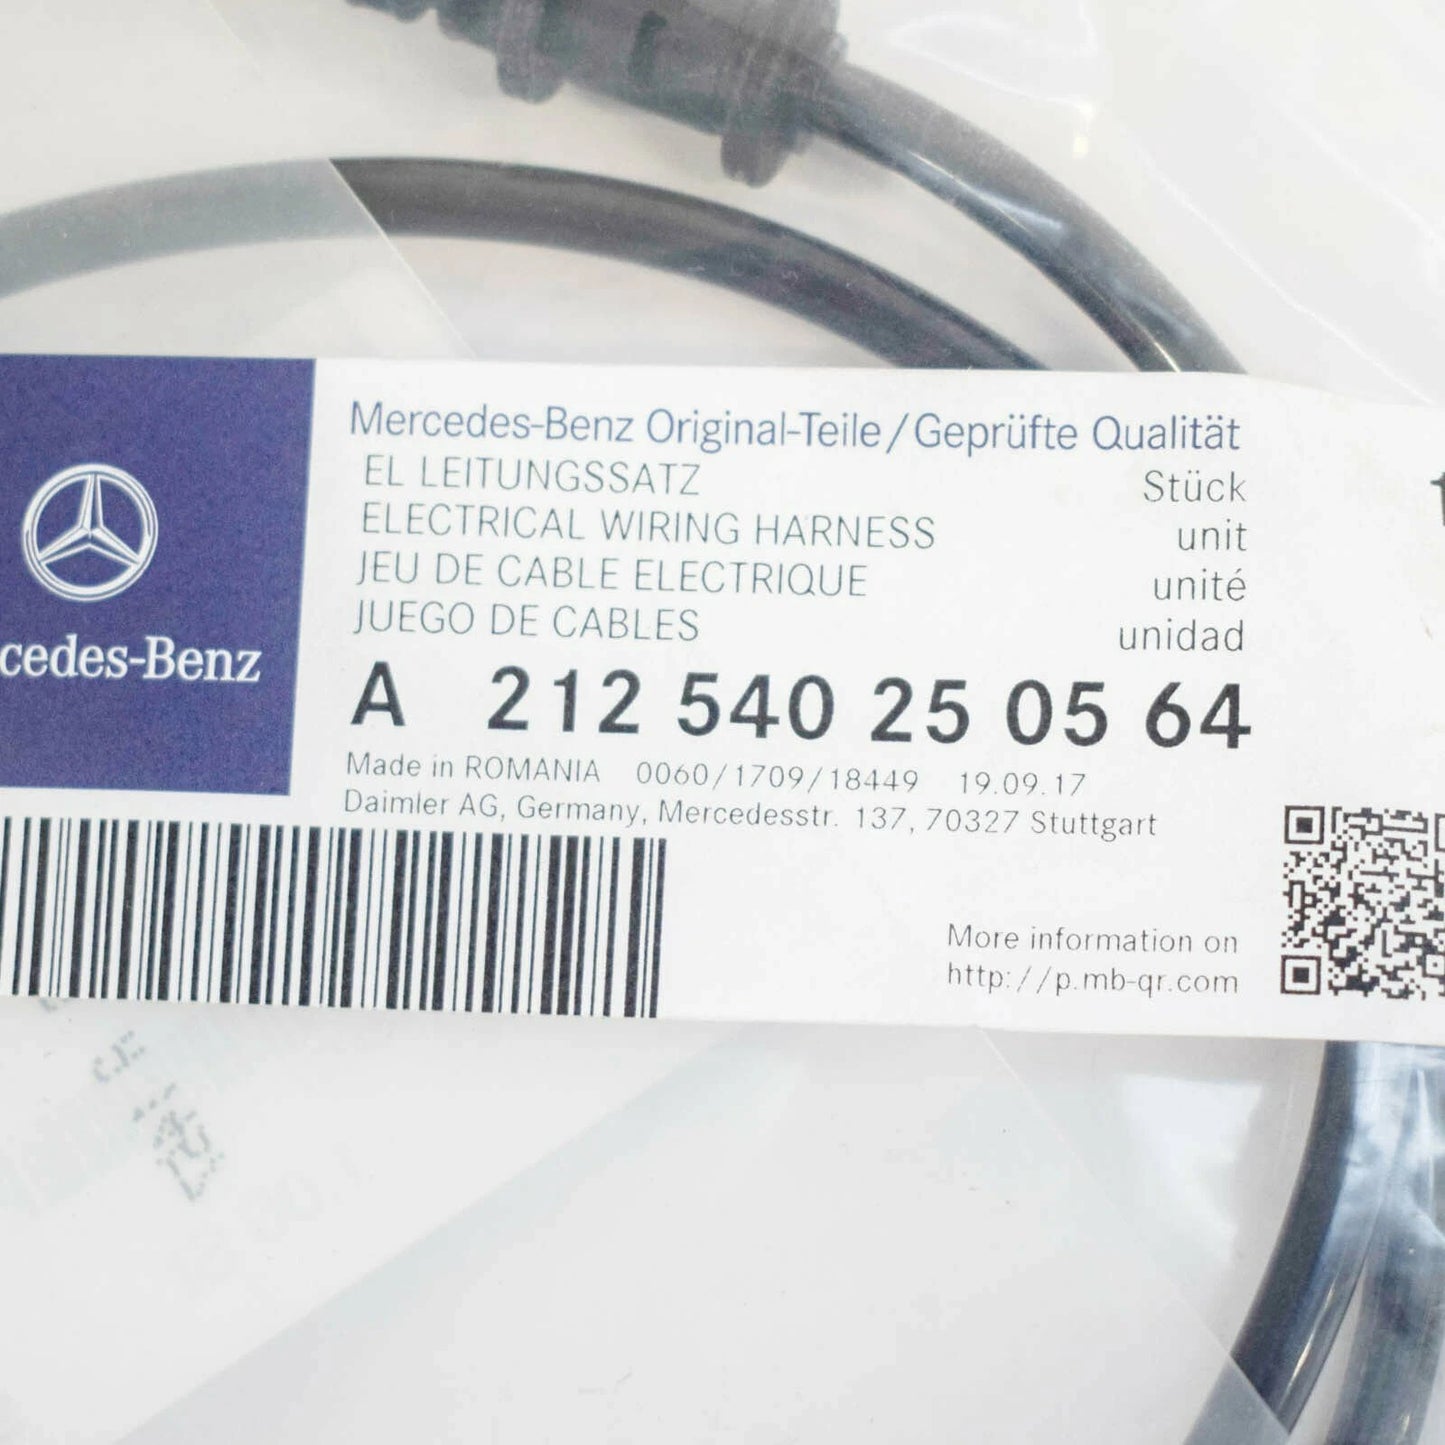 Mercedes-Benz Original-Teile/Geprüfte Qualität
EL LEITUNGSSATZ Stück
ELECTRICAL WIRING HARNESS unit
JEU DE CABLE ELECTRIQUE unité
JUEGO DE CABLES unidad
cedes-Benz
A 212 540 25 05 64
Made in ROMANIA 0060/1709/18449 19.09.17
Daimler AG, Germany, Mercedesstr. 137, 70327 Stuttgart
More information on
http://p.mb-qr.com